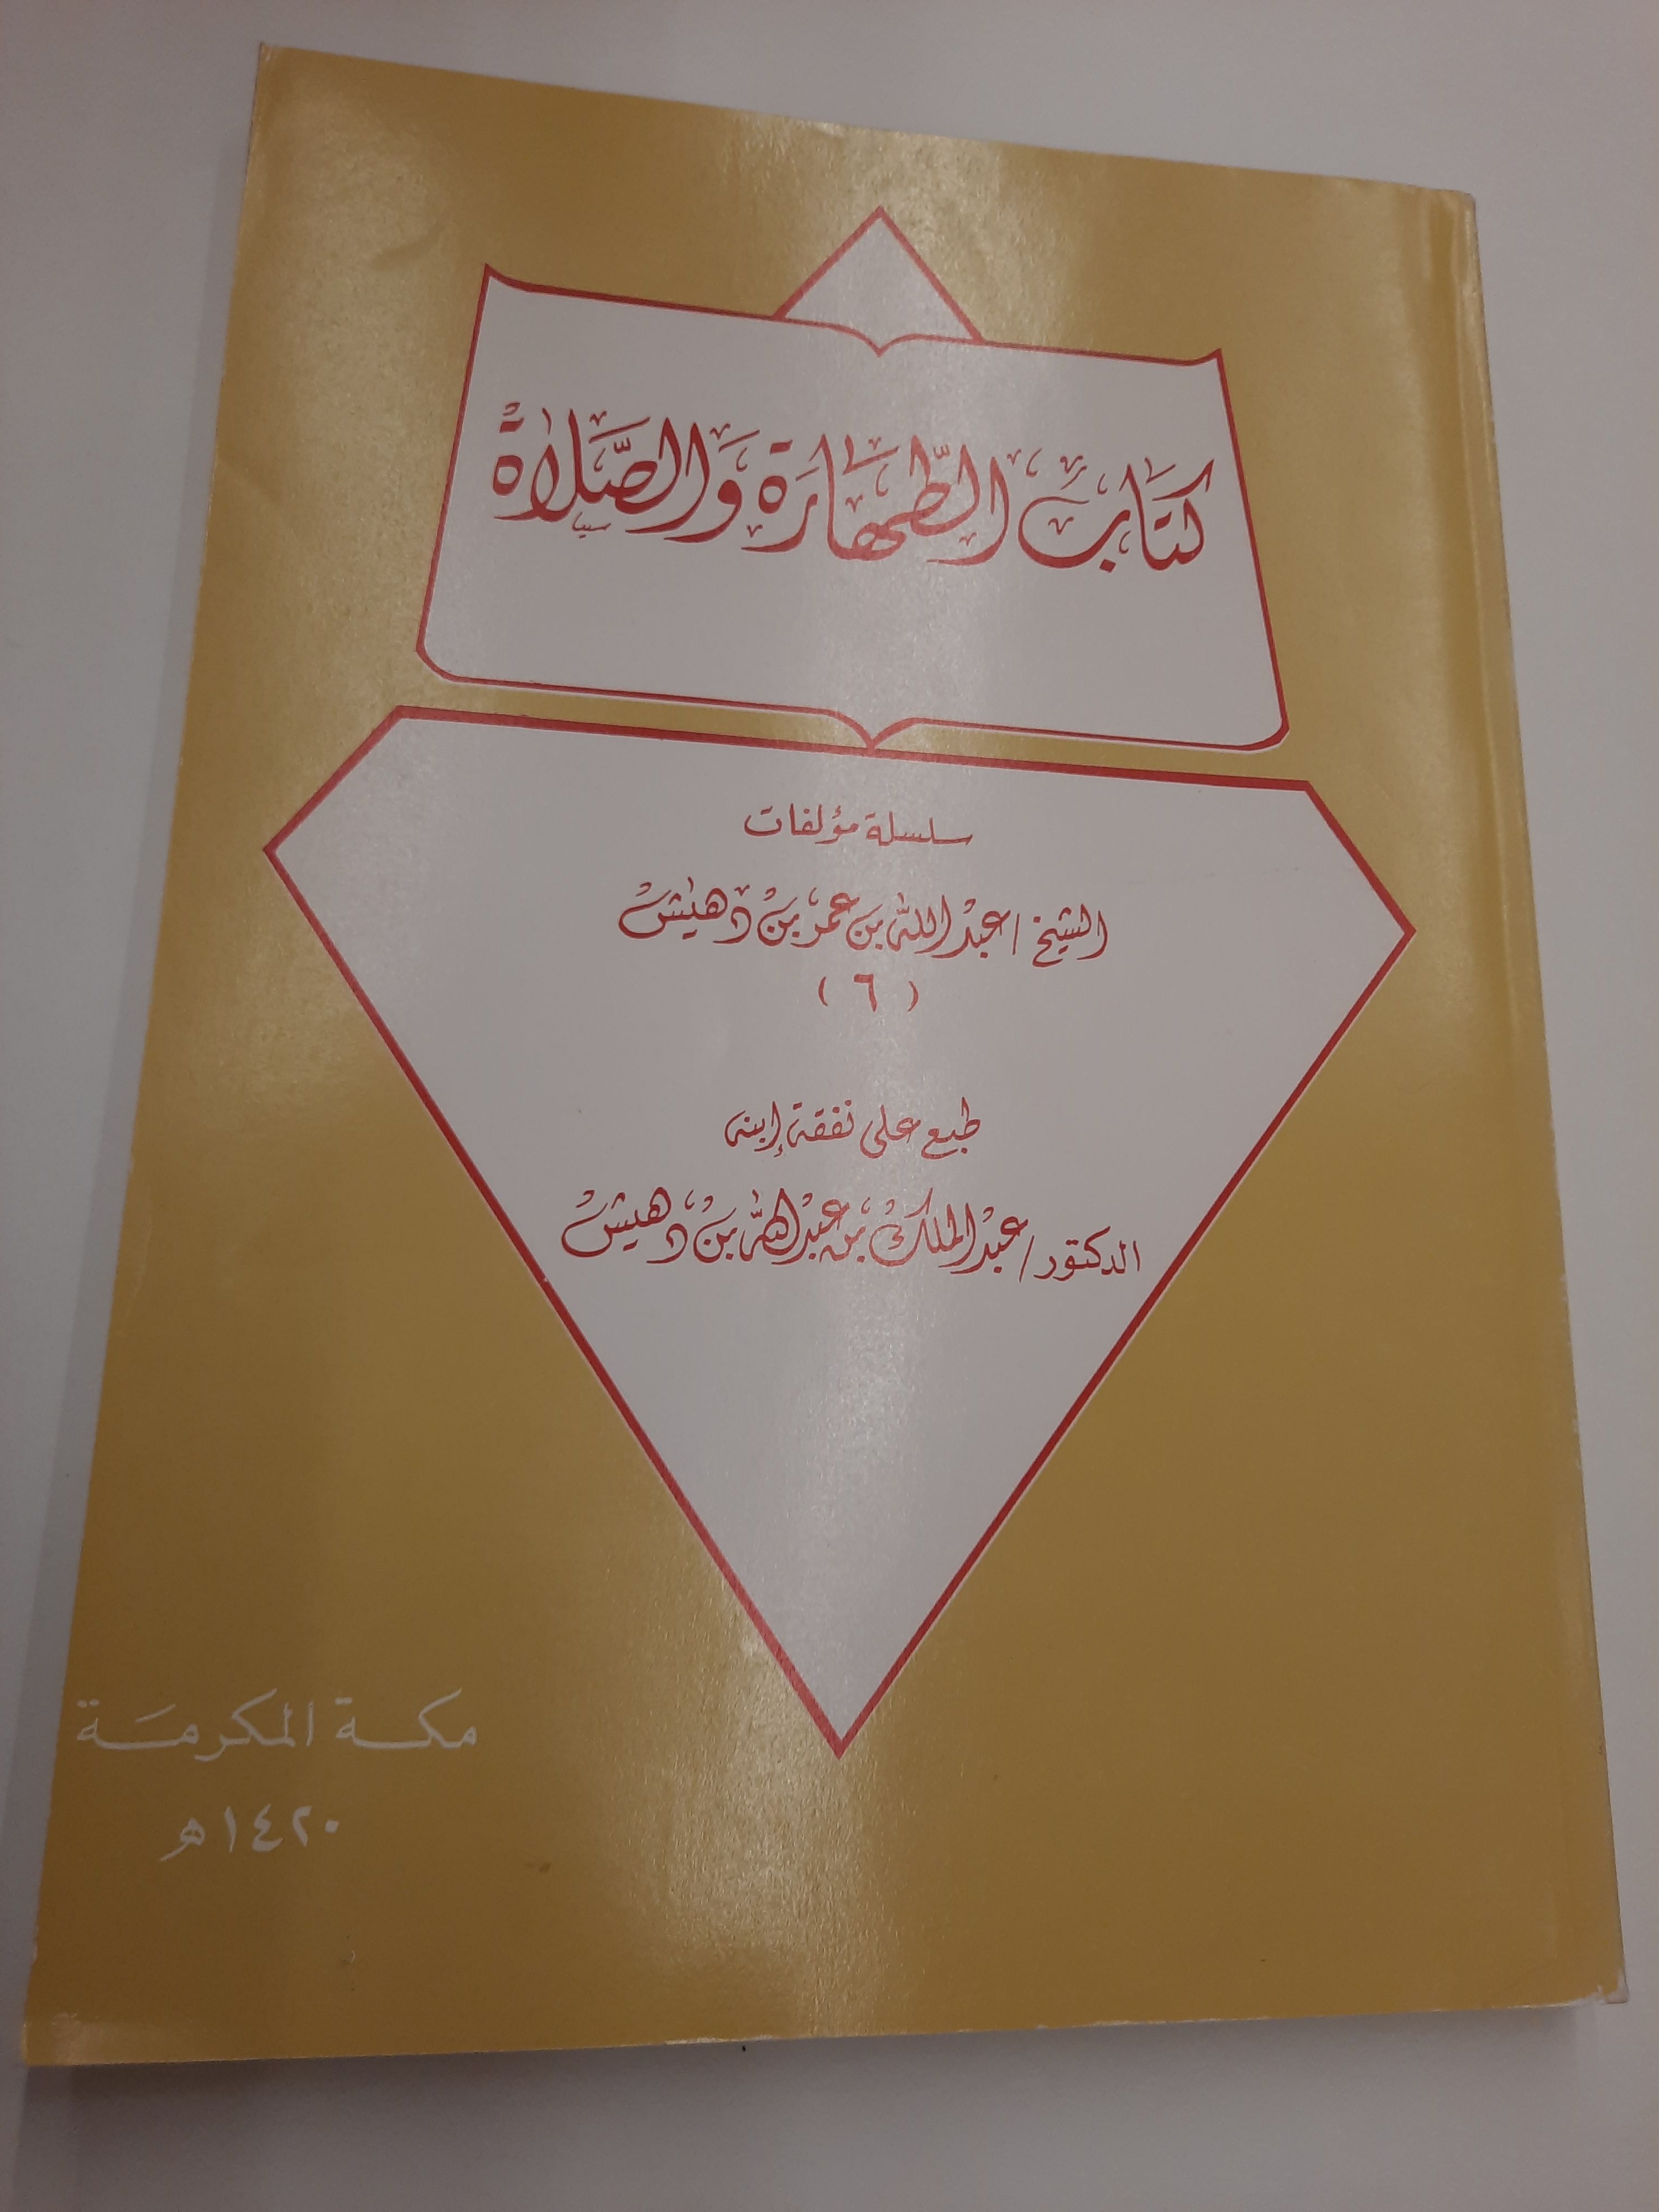 كتاب الطهارة والصلاة
سلسلة مؤلفات
الشيخ / عبد الله بن عمر بن دهيش
( ٦ )
طبع على نفقة إبنه
الدكتور / عبد الملك بن عبد الله بن دهيش
مكة المكرمة
١٤٢٠هـ